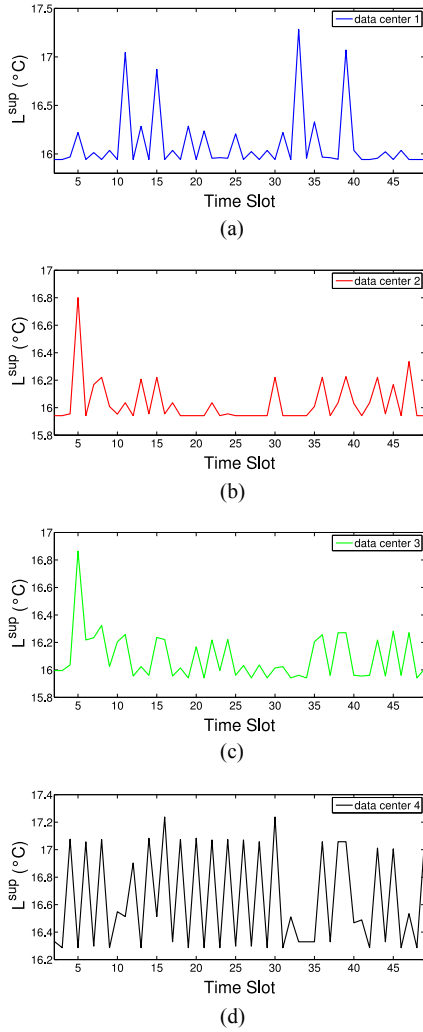 17.5
17
16.5
16
L^sup (°C)
data center 1
5 10 15 20 25 30 35 40 45
Time Slot
(a)
17
16.8
16.6
16.4
16.2
16
15.8
L^sup (°C)
data center 2
5 10 15 20 25 30 35 40 45
Time Slot
(b)
17
16.8
16.6
16.4
16.2
16
15.8
L^sup (°C)
data center 3
5 10 15 20 25 30 35 40 45
Time Slot
(c)
17.4
17.2
17
16.8
16.6
16.4
16.2
L^sup (°C)
data center 4
5 10 15 20 25 30 35 40 45
Time Slot
(d)